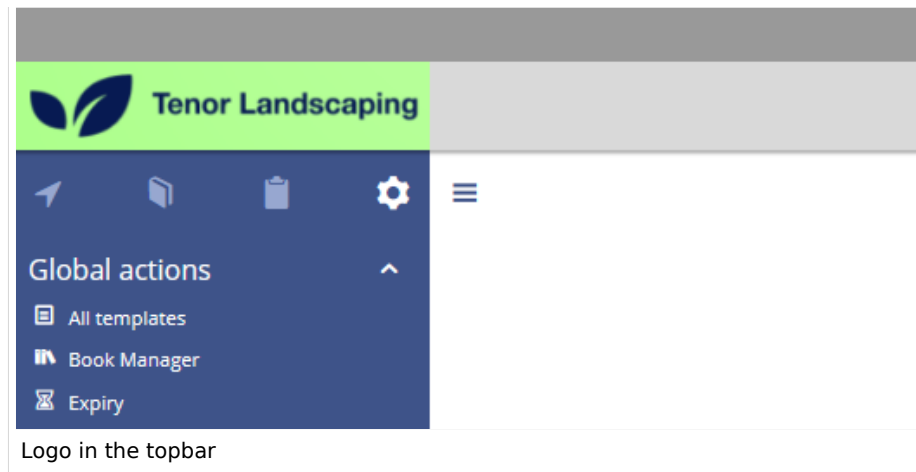 Tenor Landscaping
Global actions
All templates
Book Manager
Expiry
Logo in the topbar